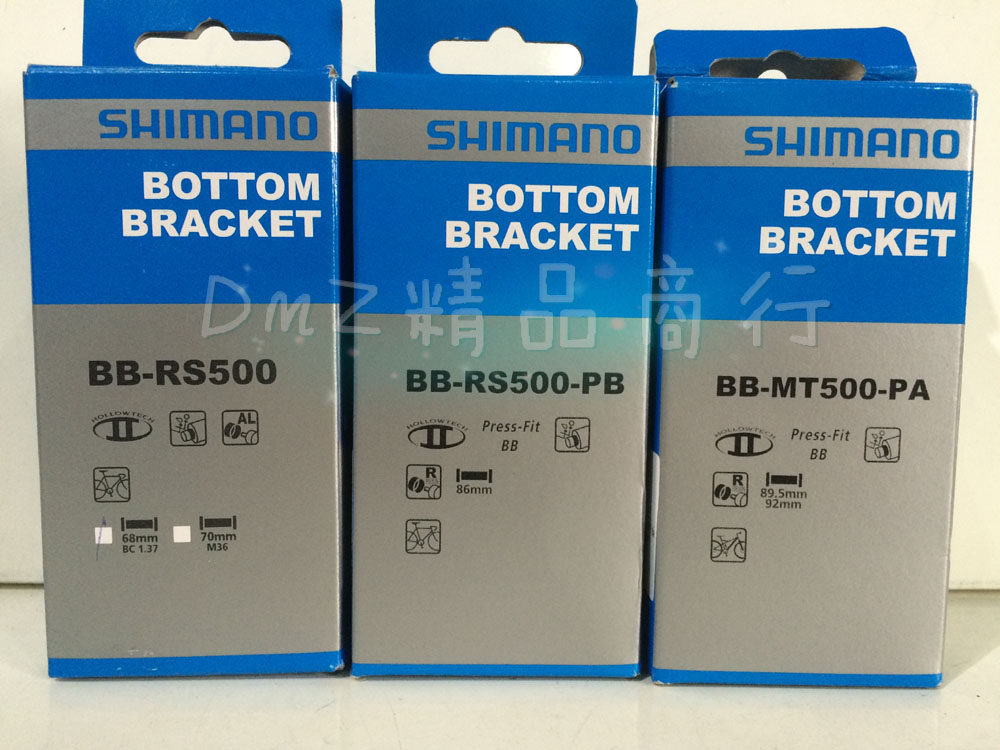 SHIMANO
BOTTOM
BRACKET
BB-RS500
HOLLOWTECH
II
AL
68mm
BC 1.37
70mm
M36
SHIMANO
BOTTOM
BRACKET
BB-RS500-PB
HOLLOWTECH
II
Press-Fit
BB
R
86mm
SHIMANO
BOTTOM
BRACKET
BB-MT500-PA
HOLLOWTECH
II
Press-Fit
BB
R
89.5mm
92mm
DmZ精品商行